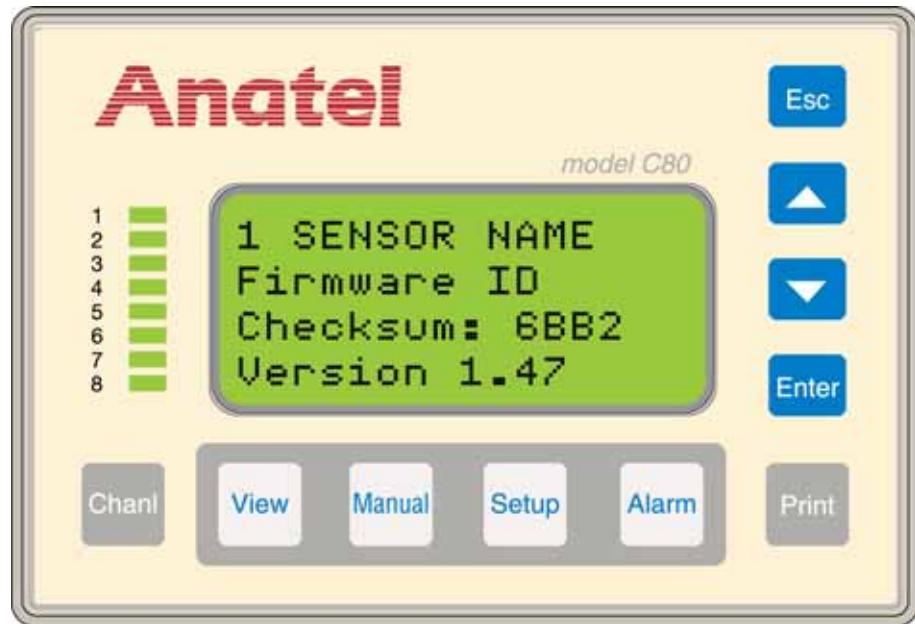 Anatel
Esc
model C80
1
2
3
4
5
6
7
8
1 SENSOR NAME
Firmware ID
Checksum: 6BB2
Version 1.47
Enter
Chanl
View
Manual
Setup
Alarm
Print